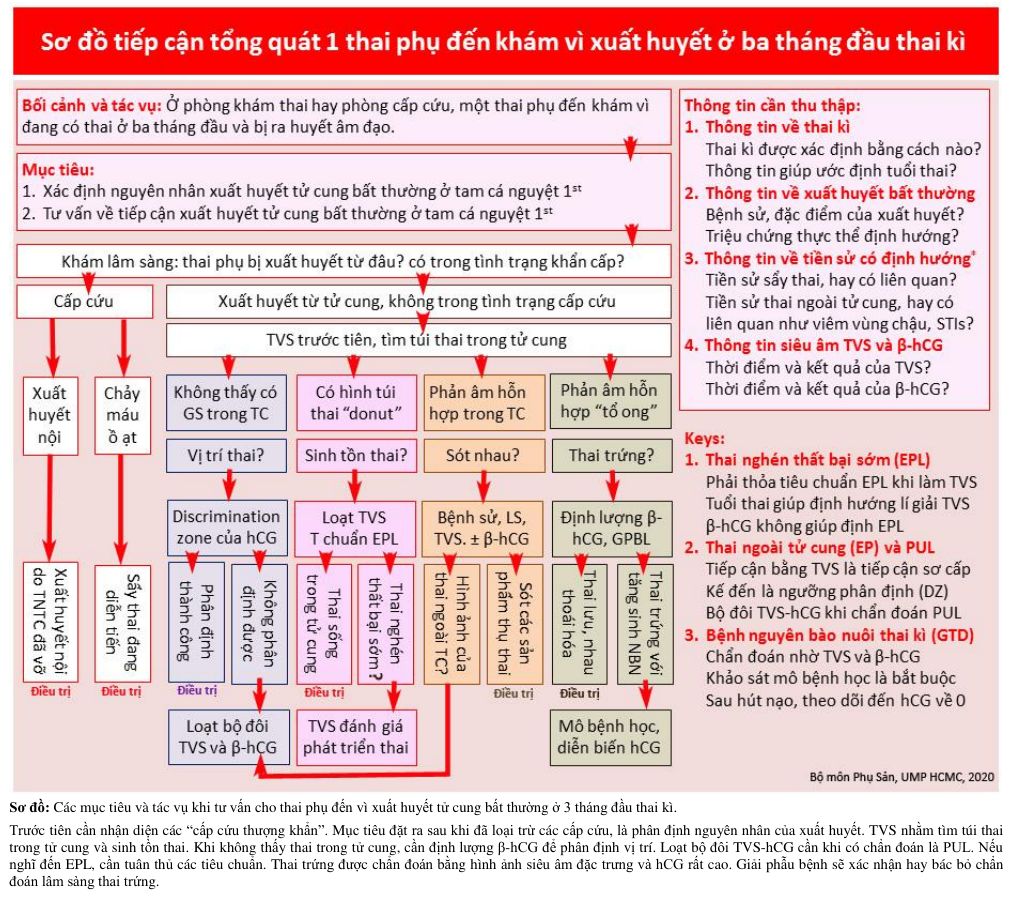 Sơ đồ tiếp cận tổng quát 1 thai phụ đến khám vì xuất huyết ở ba tháng đầu thai kì
Bối cảnh và tác vụ: Ở phòng khám thai hay phòng cấp cứu, một thai phụ đến khám vì
đang có thai ở ba tháng đầu và bị ra huyết âm đạo.
Mục tiêu:
1. Xác định nguyên nhân xuất huyết tử cung bất thường ở tam cá nguyệt 1st
2. Tư vấn về tiếp cận xuất huyết tử cung bất thường ở tam cá nguyệt 1st
Khám lâm sàng: thai phụ bị xuất huyết từ đâu? có trong tình trạng khẩn cấp?
Cấp cứu
Xuất huyết từ tử cung, không trong tình trạng cấp cứu
TVS trước tiên, tìm túi thai trong tử cung
Xuất
huyết
nội
Chảy
máu
ồ ạt
Không thấy có
GS trong TC
Có hình túi
thai “donut”
Phản âm hỗn
hợp trong TC
Phản âm hỗn
hợp “tổ ong”
Vị trí thai?
Sinh tồn thai?
Sót nhau?
Thai trứng?
Discrimination
zone của hCG
Loạt TVS
T chuẩn EPL
Bệnh sử, LS,
TVS. ± β-hCG
Định lượng β-
hCG, GPBL
Xuất huyết nội
do TNTC đã vỡ
Sẩy thai đang
diễn tiến
Phân định
thành công
Không phân
định được
Thai sống
trong tử cung
Thai nghén
thất bại sớm?
Hình ảnh của
thai ngoài TC?
Sót các sản
phẩm thụ thai
Thai lưu, nhau
thoái hóa
Thai trứng với
tăng sinh NBN
Điều trị
Điều trị
Điều trị
Điều trị
Điều trị
Điều trị
Loạt bộ đôi
TVS và β-hCG
TVS đánh giá
phát triển thai
Mô bệnh học,
diễn biến hCG
Thông tin cần thu thập:
1. Thông tin về thai kì
Thai kì được xác định bằng cách nào?
Thông tin giúp ước định tuổi thai?
2. Thông tin về xuất huyết bất thường
Bệnh sử, đặc điểm của xuất huyết?
Triệu chứng thực thể định hướng?
3. Thông tin về tiền sử có định hướng*
Tiền sử sẩy thai, hay có liên quan?
Tiền sử thai ngoài tử cung, hay có
liên quan như viêm vùng chậu, STIs?
4. Thông tin siêu âm TVS và β-hCG
Thời điểm và kết quả của TVS?
Thời điểm và kết quả của β-hCG?
Keys:
1. Thai nghén thất bại sớm (EPL)
Phải thỏa tiêu chuẩn EPL khi làm TVS
Tuổi thai giúp định hướng lí giải TVS
β-hCG không giúp định EPL
2. Thai ngoài tử cung (EP) và PUL
Tiếp cận bằng TVS là tiếp cận sơ cấp
Kế đến là ngưỡng phân định (DZ)
Bộ đôi TVS-hCG khi chẩn đoán PUL
3. Bệnh nguyên bào nuôi thai kì (GTD)
Chẩn đoán nhờ TVS và β-hCG
Khảo sát mô bệnh học là bắt buộc
Sau hút nạo, theo dõi đến hCG về 0
Bộ môn Phụ Sản, UMP HCMC, 2020
Sơ đồ: Các mục tiêu và tác vụ khi tư vấn cho thai phụ đến vì xuất huyết tử cung bất thường ở 3 tháng đầu thai kì.
Trước tiên cần nhận diện các “cấp cứu thượng khẩn”. Mục tiêu đặt ra sau khi đã loại trừ các cấp cứu, là phân định nguyên nhân của xuất huyết. TVS nhằm tìm túi thai
trong tử cung và sinh tồn thai. Khi không thấy thai trong tử cung, cần định lượng β-hCG để phân định vị trí. Loạt bộ đôi TVS-hCG cần khi có chẩn đoán là PUL. Nếu
nghĩ đến EPL, cần tuân thủ các tiêu chuẩn. Thai trứng được chẩn đoán bằng hình ảnh siêu âm đặc trưng và hCG rất cao. Giải phẫu bệnh sẽ xác nhận hay bác bỏ chẩn
đoán lâm sàng thai trứng.